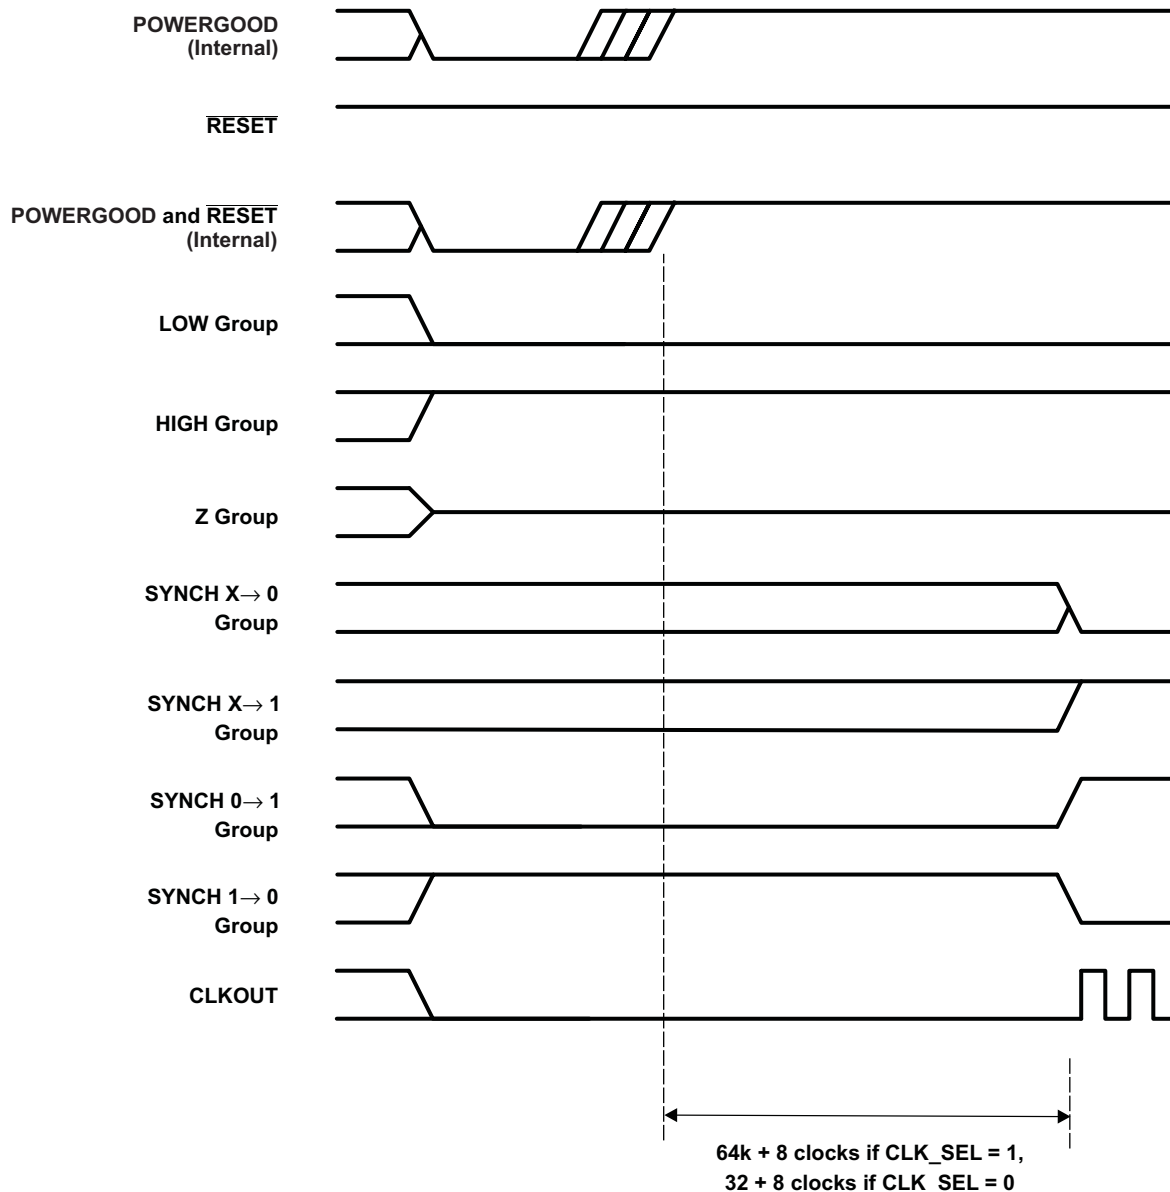 POWERGOOD
(Internal)
RESET
POWERGOOD and RESET
(Internal)
LOW Group
HIGH Group
Z Group
SYNCH X→ 0
Group
SYNCH X→ 1
Group
SYNCH 0→ 1
Group
SYNCH 1→ 0
Group
CLKOUT
64k + 8 clocks if CLK_SEL = 1,
32 + 8 clocks if CLK_SEL = 0